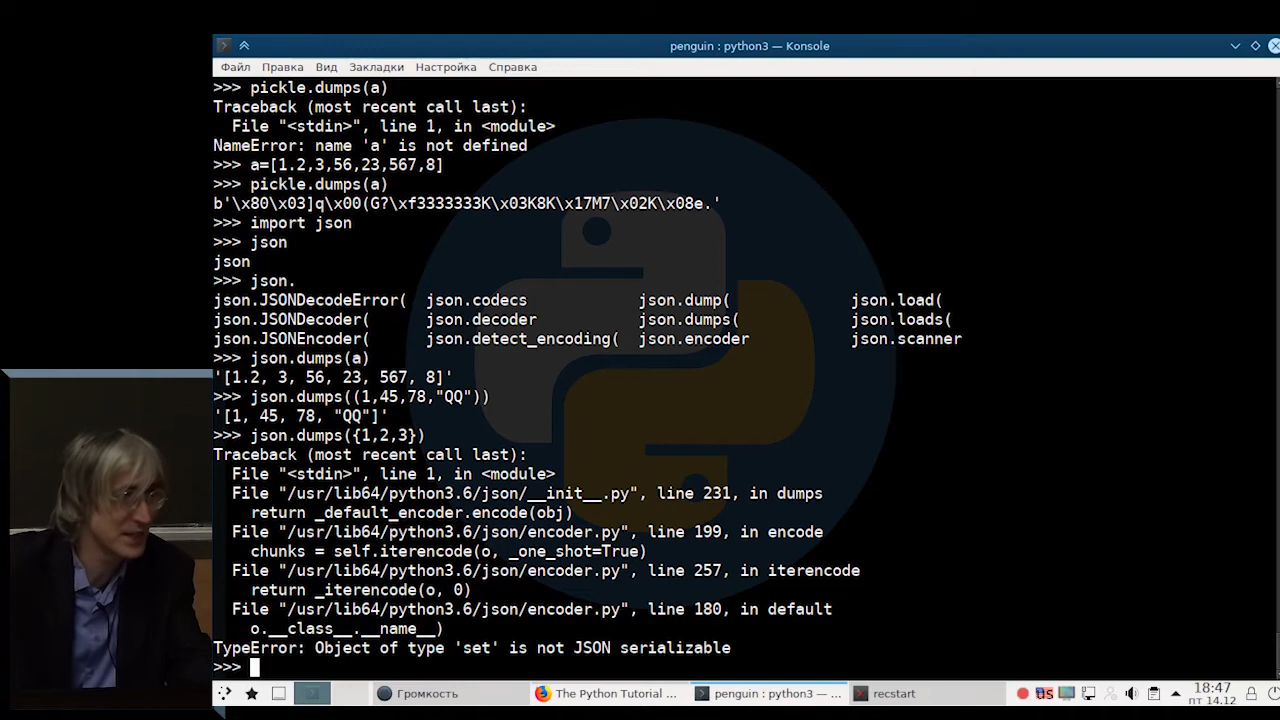 penguin : python3 — Konsole
Файл Правка Вид Закладки Настройка Справка
>>> pickle.dumps(a)
Traceback (most recent call last):
  File "<stdin>", line 1, in <module>
NameError: name 'a' is not defined
>>> a=[1.2,3,56,23,567,8]
>>> pickle.dumps(a)
b'\x80\x03]q\x00(G?\xf3333333K\x03K8K\x17M7\x02K\x08e.'
>>> import json
>>> json
json
>>> json.
json.JSONDecodeError( json.codecs json.dump( json.load(
json.JSONDecoder( json.decoder json.dumps( json.loads(
json.JSONEncoder( json.detect_encoding( json.encoder json.scanner
>>> json.dumps(a)
'[1.2, 3, 56, 23, 567, 8]'
>>> json.dumps((1,45,78,"QQ"))
'[1, 45, 78, "QQ"]'
>>> json.dumps({1,2,3})
Traceback (most recent call last):
  File "<stdin>", line 1, in <module>
  File "/usr/lib64/python3.6/json/__init__.py", line 231, in dumps
    return _default_encoder.encode(obj)
  File "/usr/lib64/python3.6/json/encoder.py", line 199, in encode
    chunks = self.iterencode(o, _one_shot=True)
  File "/usr/lib64/python3.6/json/encoder.py", line 257, in iterencode
    return _iterencode(o, 0)
  File "/usr/lib64/python3.6/json/encoder.py", line 180, in default
    o.__class__.__name__)
TypeError: Object of type 'set' is not JSON serializable
>>>
Громкость The Python Tutorial ... penguin : python3 — ... recstart us 18:47
пт 14.12